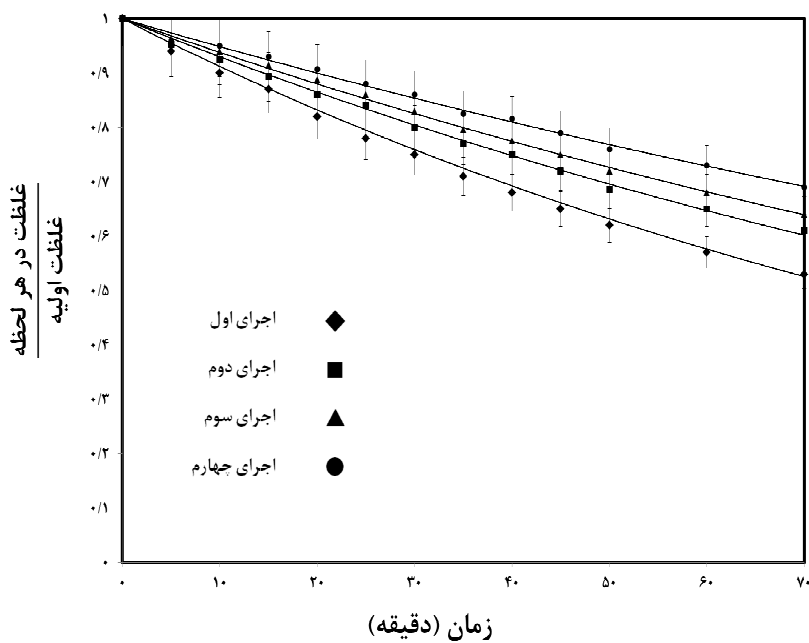 ۱
۰/۹
۰/۸
۰/۷
۰/۶
۰/۵
۰/۴
۰/۳
۰/۲
۰/۱
۰
غلظت در هر لحظه
غلظت اولیه
اجرای اول
اجرای دوم
اجرای سوم
اجرای چهارم
۰ ۱۰ ۲۰ ۳۰ ۴۰ ۵۰ ۶۰ ۷۰
زمان (دقیقه)